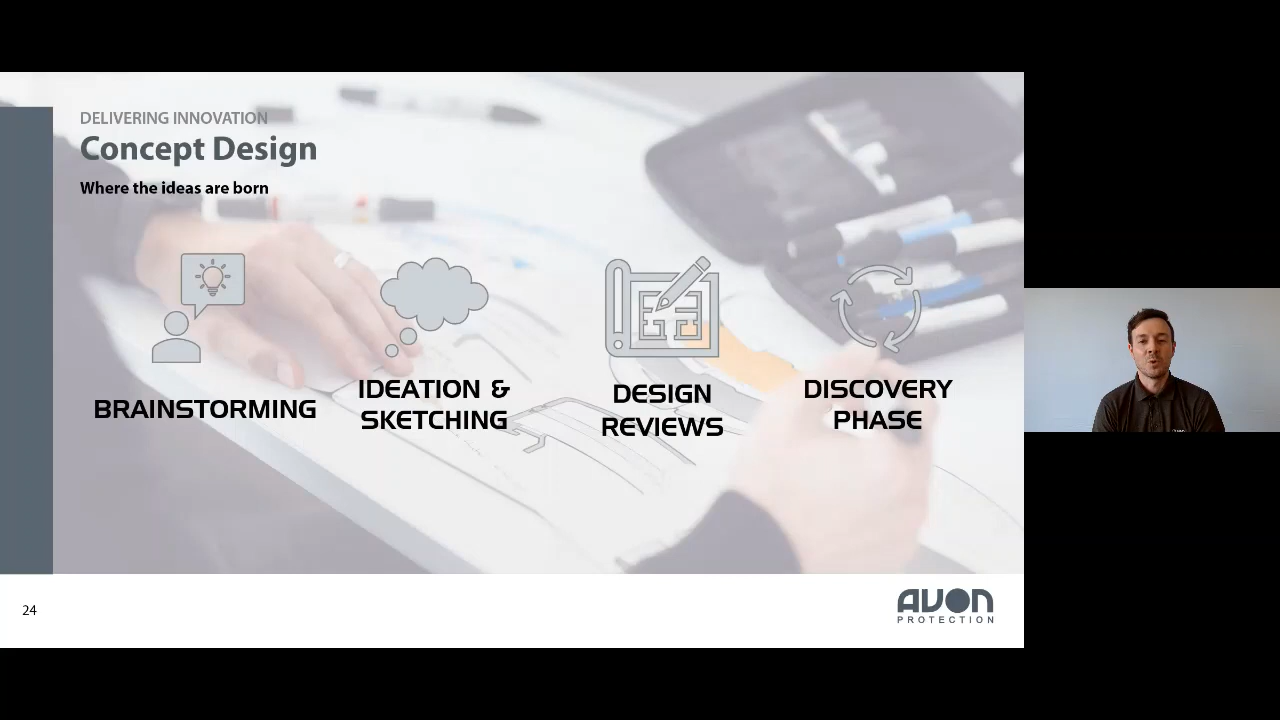 DELIVERING INNOVATION
Concept Design
Where the ideas are born
BRAINSTORMING
IDEATION &
SKETCHING
DESIGN
REVIEWS
DISCOVERY
PHASE
24
AVON
PROTECTION